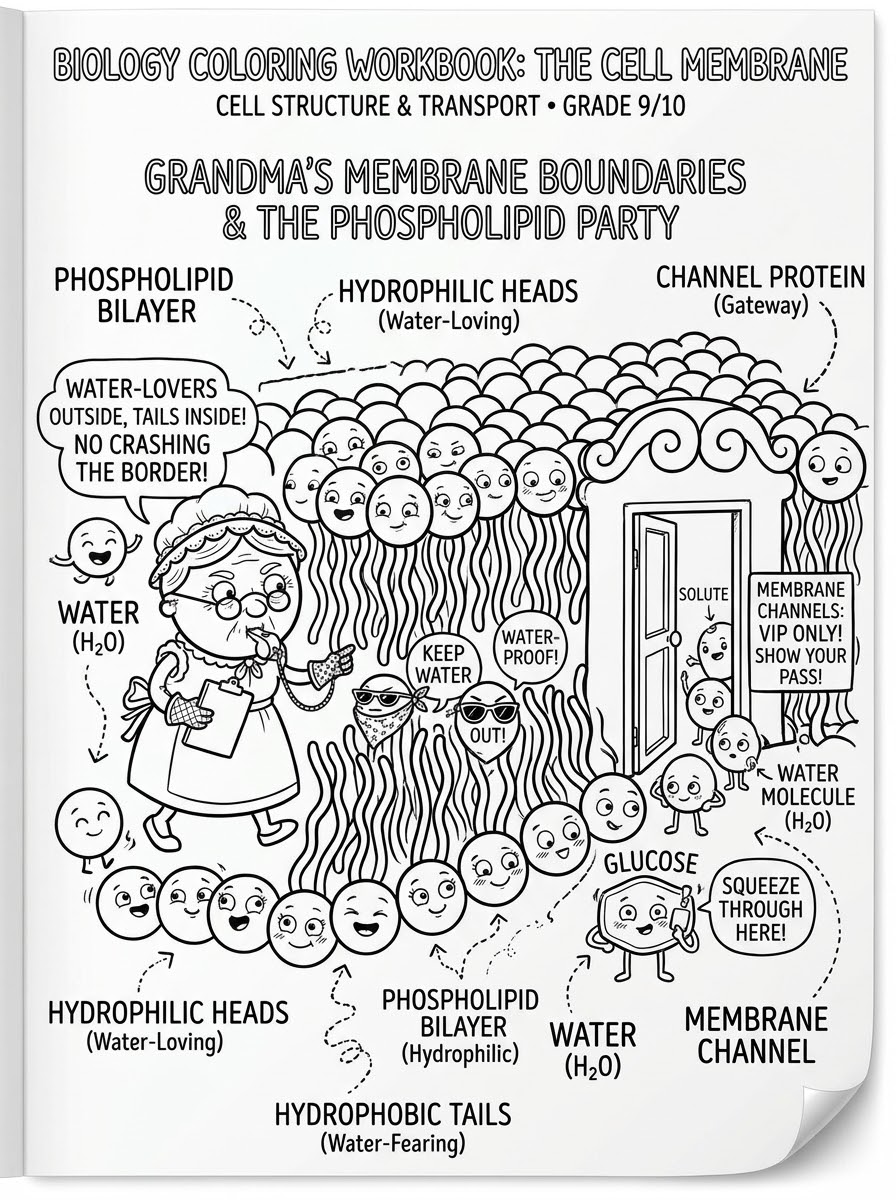 BIOLOGY COLORING WORKBOOK: THE CELL MEMBRANE
CELL STRUCTURE & TRANSPORT • GRADE 9/10
GRANDMA'S MEMBRANE BOUNDARIES
& THE PHOSPHOLIPID PARTY
PHOSPHOLIPID
BILAYER
HYDROPHILIC HEADS
(Water-Loving)
CHANNEL PROTEIN
(Gateway)
WATER-LOVERS
OUTSIDE, TAILS INSIDE!
NO CRASHING
THE BORDER!
WATER
(H₂O)
KEEP
WATER
OUT!
WATER-
PROOF!
SOLUTE
MEMBRANE
CHANNELS:
VIP ONLY!
SHOW YOUR
PASS!
WATER
MOLECULE
(H₂O)
GLUCOSE
SQUEEZE
THROUGH
HERE!
HYDROPHILIC HEADS
(Water-Loving)
PHOSPHOLIPID
BILAYER
(Hydrophilic)
WATER
(H₂O)
MEMBRANE
CHANNEL
HYDROPHOBIC TAILS
(Water-Fearing)